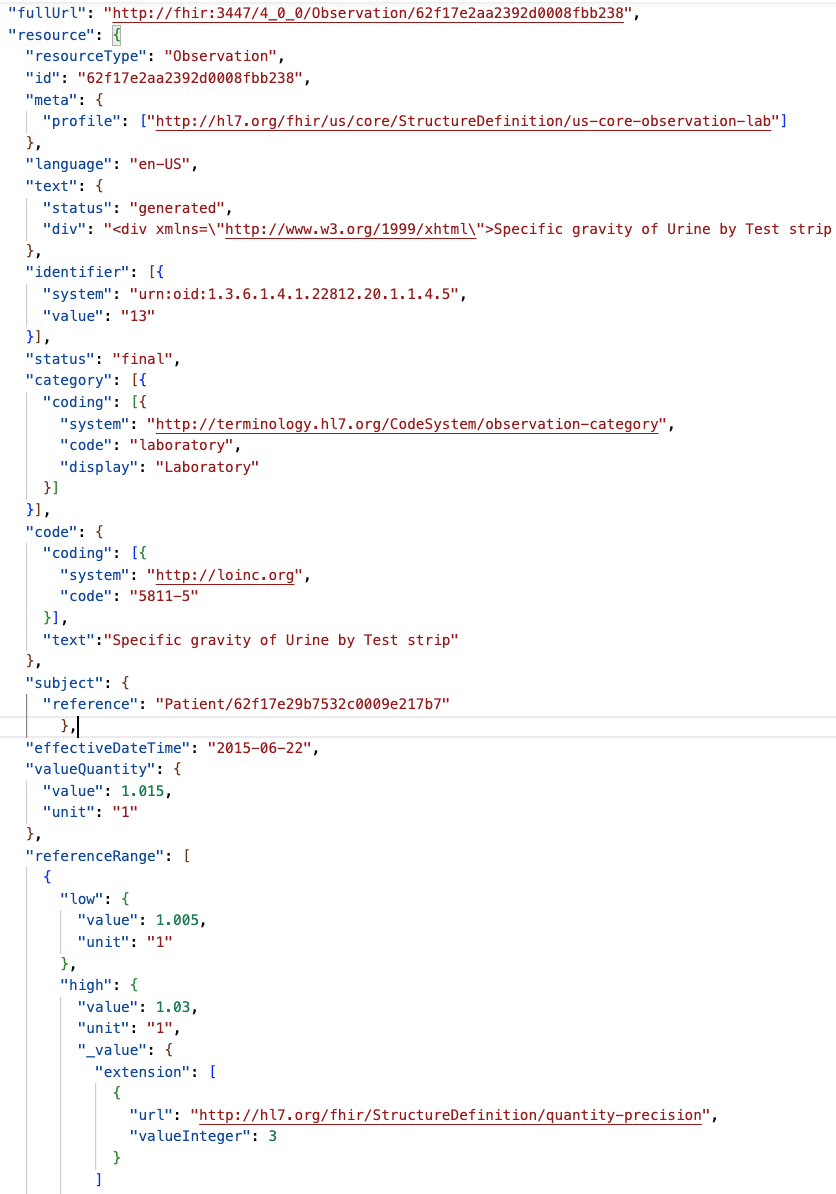 "fullUrl": "http://fhir:3447/4_0_0/Observation/62f17e2aa2392d0008fbb238",
"resource": {
  "resourceType": "Observation",
  "id": "62f17e2aa2392d0008fbb238",
  "meta": {
    "profile": ["http://hl7.org/fhir/us/core/StructureDefinition/us-core-observation-lab"]
  },
  "language": "en-US",
  "text": {
    "status": "generated",
    "div": "<div xmlns=\"http://www.w3.org/1999/xhtml\">Specific gravity of Urine by Test strip
  },
  "identifier": [{
    "system": "urn:oid:1.3.6.1.4.1.22812.20.1.1.4.5",
    "value": "13"
  }],
  "status": "final",
  "category": [{
    "coding": [{
      "system": "http://terminology.hl7.org/CodeSystem/observation-category",
      "code": "laboratory",
      "display": "Laboratory"
    }]
  }],
  "code": {
    "coding": [{
      "system": "http://loinc.org",
      "code": "5811-5"
    }],
    "text":"Specific gravity of Urine by Test strip"
  },
  "subject": {
    "reference": "Patient/62f17e29b7532c0009e217b7"
      },
  "effectiveDateTime": "2015-06-22",
  "valueQuantity": {
    "value": 1.015,
    "unit": "1"
  },
  "referenceRange": [
    {
      "low": {
        "value": 1.005,
        "unit": "1"
      },
      "high": {
        "value": 1.03,
        "unit": "1",
        "_value": {
          "extension": [
            {
              "url": "http://hl7.org/fhir/StructureDefinition/quantity-precision",
              "valueInteger": 3
            }
          ]